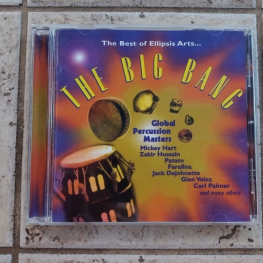 The Best of Ellipsis Arts...
THE BIG BANG
Global
Percussion
Masters
Mickey Hart
Zakir Hussain
Patato
Farafina
Jack DeJohnette
Glen Velez
Carl Palmer
and many others